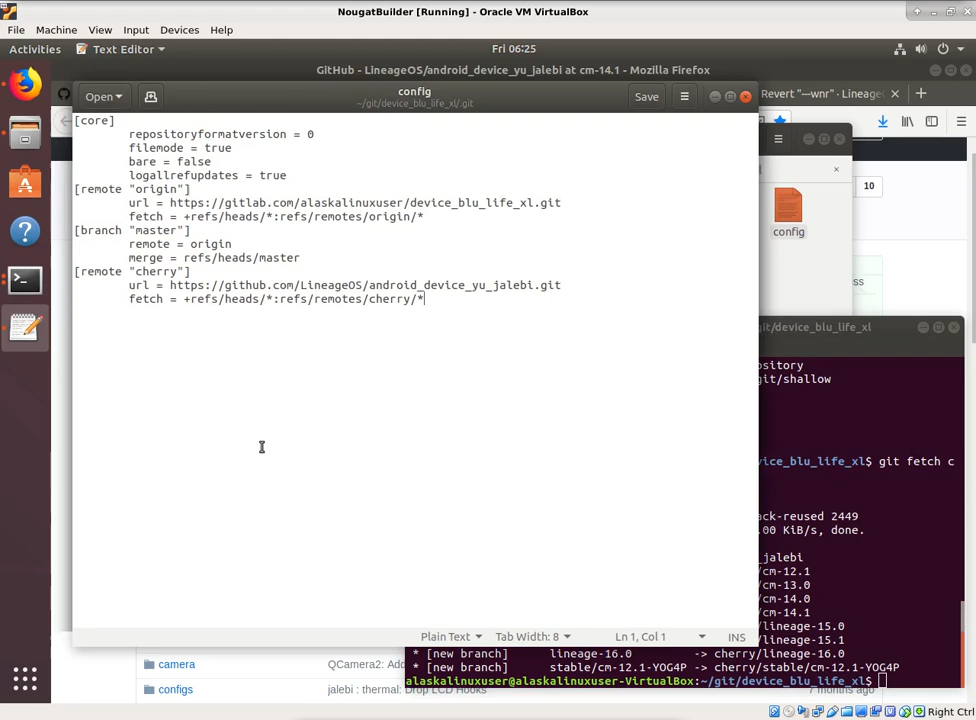 NougatBuilder [Running] - Oracle VM VirtualBox
File Machine View Input Devices Help
Activities Text Editor Fri 06:25
GitHub - LineageOS/android_device_yu_jalebi at cm-14.1 - Mozilla Firefox
Revert "---wnr" · Lineage
Open config Save
~/git/device_blu_life_xl/.git
[core]
repositoryformatversion = 0
filemode = true
bare = false
logallrefupdates = true
[remote "origin"]
url = https://gitlab.com/alaskalinuxuser/device_blu_life_xl.git
fetch = +refs/heads/*:refs/remotes/origin/*
[branch "master"]
remote = origin
merge = refs/heads/master
[remote "cherry"]
url = https://github.com/LineageOS/android_device_yu_jalebi.git
fetch = +refs/heads/*:refs/remotes/cherry/*
Plain Text Tab Width: 8 Ln 1, Col 1 INS
10
config
ss
git/device_blu_life_xl
pository
git/shallow
vice_blu_life_xl$ git fetch c
ack-reused 2449
.00 KiB/s, done.
_jalebi
/cm-12.1
/cm-13.0
/cm-14.0
/cm-14.1
/lineage-15.0
/lineage-15.1
* [new branch] lineage-16.0 -> cherry/lineage-16.0
* [new branch] stable/cm-12.1-YOG4P -> cherry/stable/cm-12.1-YOG4P
alaskalinuxuser@alaskalinuxuser-VirtualBox:~/git/device_blu_life_xl$
camera QCamera2: Add
configs jalebi : thermal: Drop LCD Hooks 7 months ago
Right Ctrl